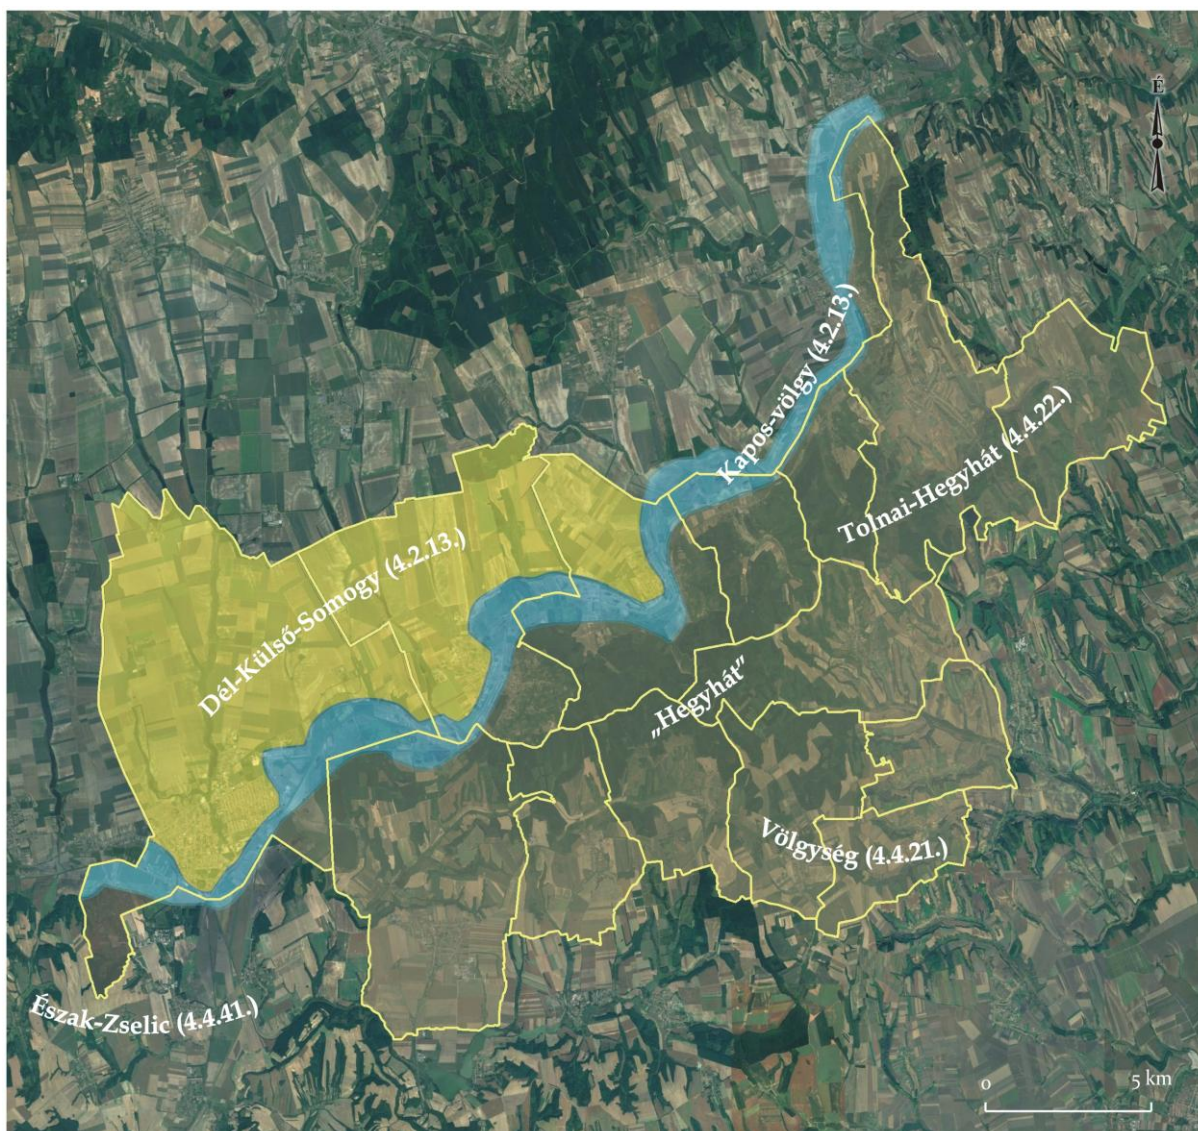 É
Kapos-völgy (4.2.13.)
Tolnai-Hegyhát (4.4.22.)
Dél-Külső-Somogy (4.2.13.)
„Hegyhát”
Völgység (4.4.21.)
Észak-Zselic (4.4.41.)
0 5 km